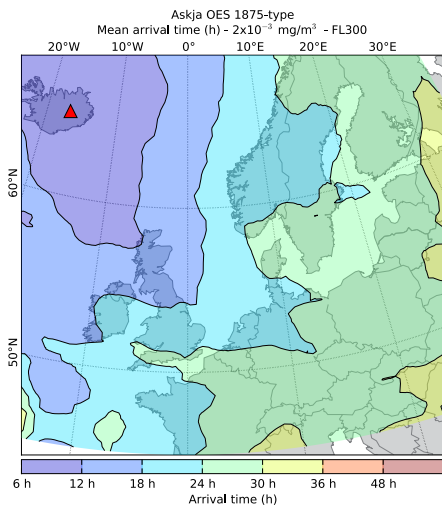 Askja OES 1875-type
Mean arrival time (h) - 2x10⁻³ mg/m³ - FL300
20°W 10°W 0° 10°E 20°E 30°E
60°N
50°N
6 h 12 h 18 h 24 h 30 h 36 h 48 h
Arrival time (h)